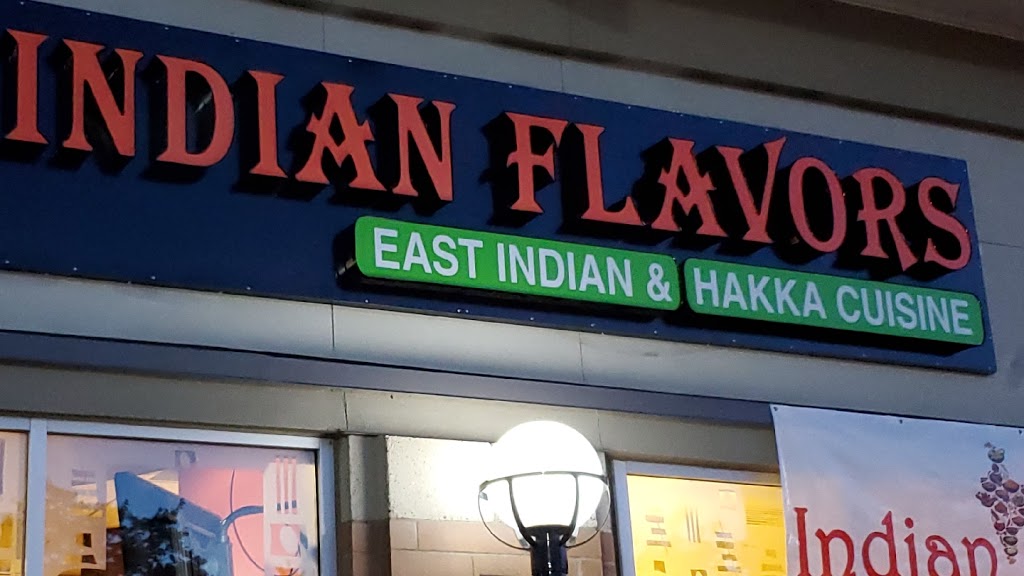 INDIAN FLAVORS
EAST INDIAN & HAKKA CUISINE
Indian